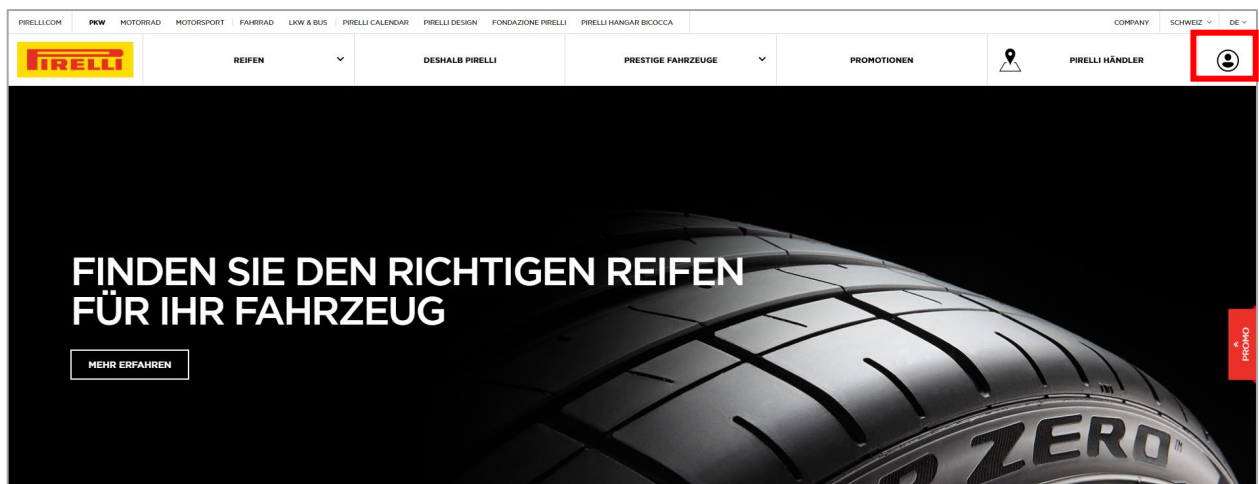 PIRELLI.COM PKW MOTORRAD MOTORSPORT FAHRRAD LKW & BUS PIRELLI CALENDAR PIRELLI DESIGN FONDAZIONE PIRELLI PIRELLI HANGAR BICOCCA COMPANY SCHWEIZ DE
PIRELLI REIFEN DESHALB PIRELLI PRESTIGE FAHRZEUGE PROMOTIONEN PIRELLI HÄNDLER
FINDEN SIE DEN RICHTIGEN REIFEN
FÜR IHR FAHRZEUG
MEHR ERFAHREN
PROMO
P ZERO™